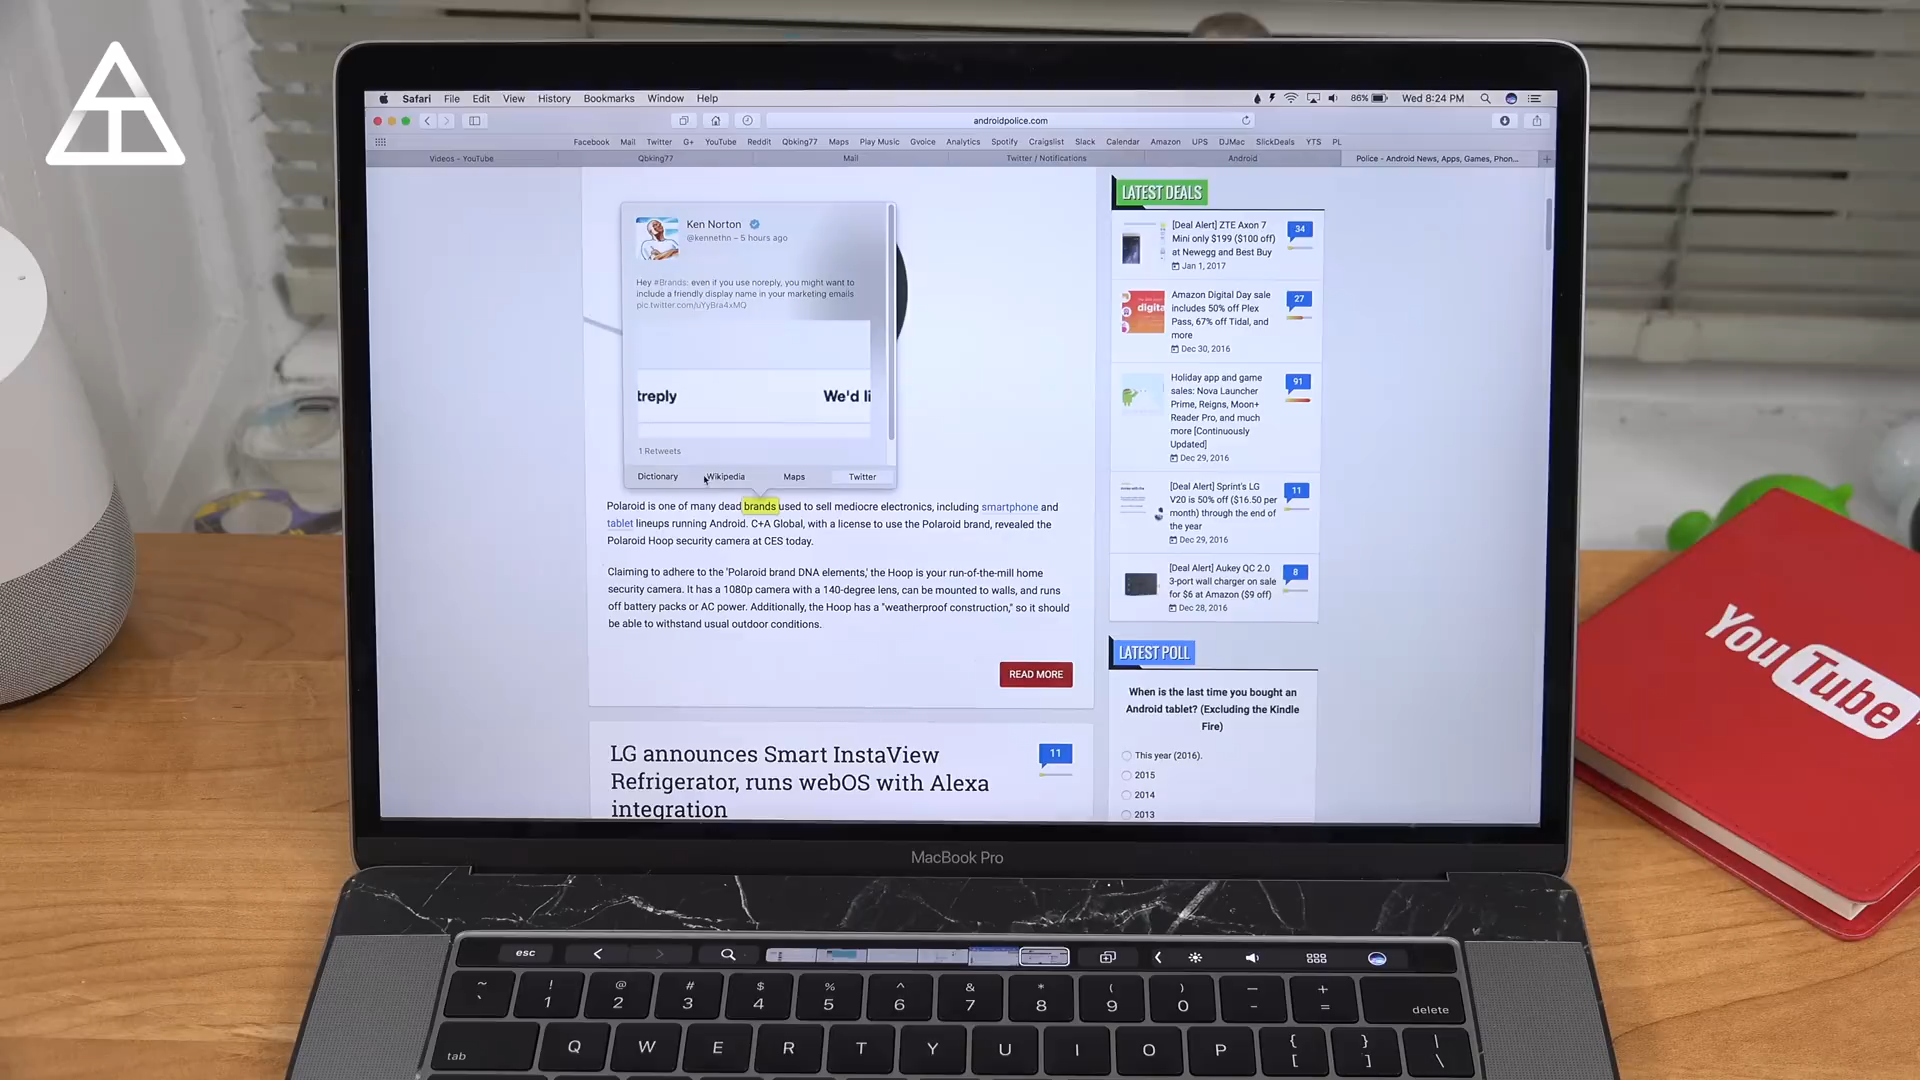 Safari File Edit View History Bookmarks Window Help
86% Wed 8:24 PM
androidpolice.com
Facebook Mail Twitter G+ YouTube Reddit Qbking77 Maps Play Music Gvoice Analytics Spotify Craigslist Slack Calendar Amazon UPS DJMac SlickDeals YTS PL
Videos - YouTube Qbking77 Mail Twitter / Notifications Android Police - Android News, Apps, Games, Phon...
Ken Norton
@kennethn – 5 hours ago
Hey #Brands: even if you use noreply, you might want to
include a friendly display name in your marketing emails
pic.twitter.com/uYyBra4xMQ
treply We'd li
1 Retweets
Dictionary Wikipedia Maps Twitter
Polaroid is one of many dead brands used to sell mediocre electronics, including smartphone and
tablet lineups running Android. C+A Global, with a license to use the Polaroid brand, revealed the
Polaroid Hoop security camera at CES today.
Claiming to adhere to the 'Polaroid brand DNA elements,' the Hoop is your run-of-the-mill home
security camera. It has a 1080p camera with a 140-degree lens, can be mounted to walls, and runs
off battery packs or AC power. Additionally, the Hoop has a "weatherproof construction," so it should
be able to withstand usual outdoor conditions.
READ MORE
LG announces Smart InstaView
Refrigerator, runs webOS with Alexa
integration
11
LATEST DEALS
[Deal Alert] ZTE Axon 7
Mini only $199 ($100 off)
at Newegg and Best Buy
Jan 1, 2017
34
digita
Amazon Digital Day sale
includes 50% off Plex
Pass, 67% off Tidal, and
more
Dec 30, 2016
27
Holiday app and game
sales: Nova Launcher
Prime, Reigns, Moon+
Reader Pro, and much
more [Continuously
Updated]
Dec 29, 2016
91
[Deal Alert] Sprint's LG
V20 is 50% off ($16.50 per
month) through the end of
the year
Dec 29, 2016
11
[Deal Alert] Aukey QC 2.0
3-port wall charger on sale
for $6 at Amazon ($9 off)
Dec 28, 2016
8
LATEST POLL
When is the last time you bought an
Android tablet? (Excluding the Kindle
Fire)
This year (2016).
2015
2014
2013
YouTube
MacBook Pro
esc
~ ! @ # $ % ^ & * ( ) _ +
` 1 2 3 4 5 6 7 8 9 0 - = delete
tab Q W E R T Y U I O P { [ } ] | \